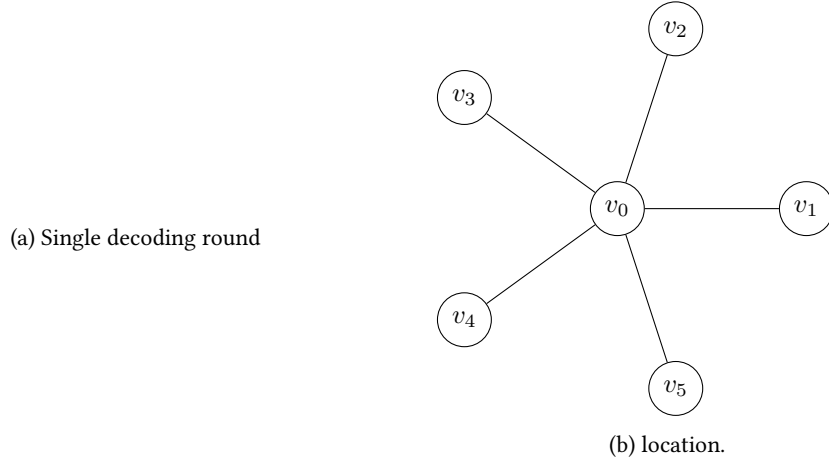 v₂
v₃
v₀
v₁
(a) Single decoding round
v₄
v₅
(b) location.